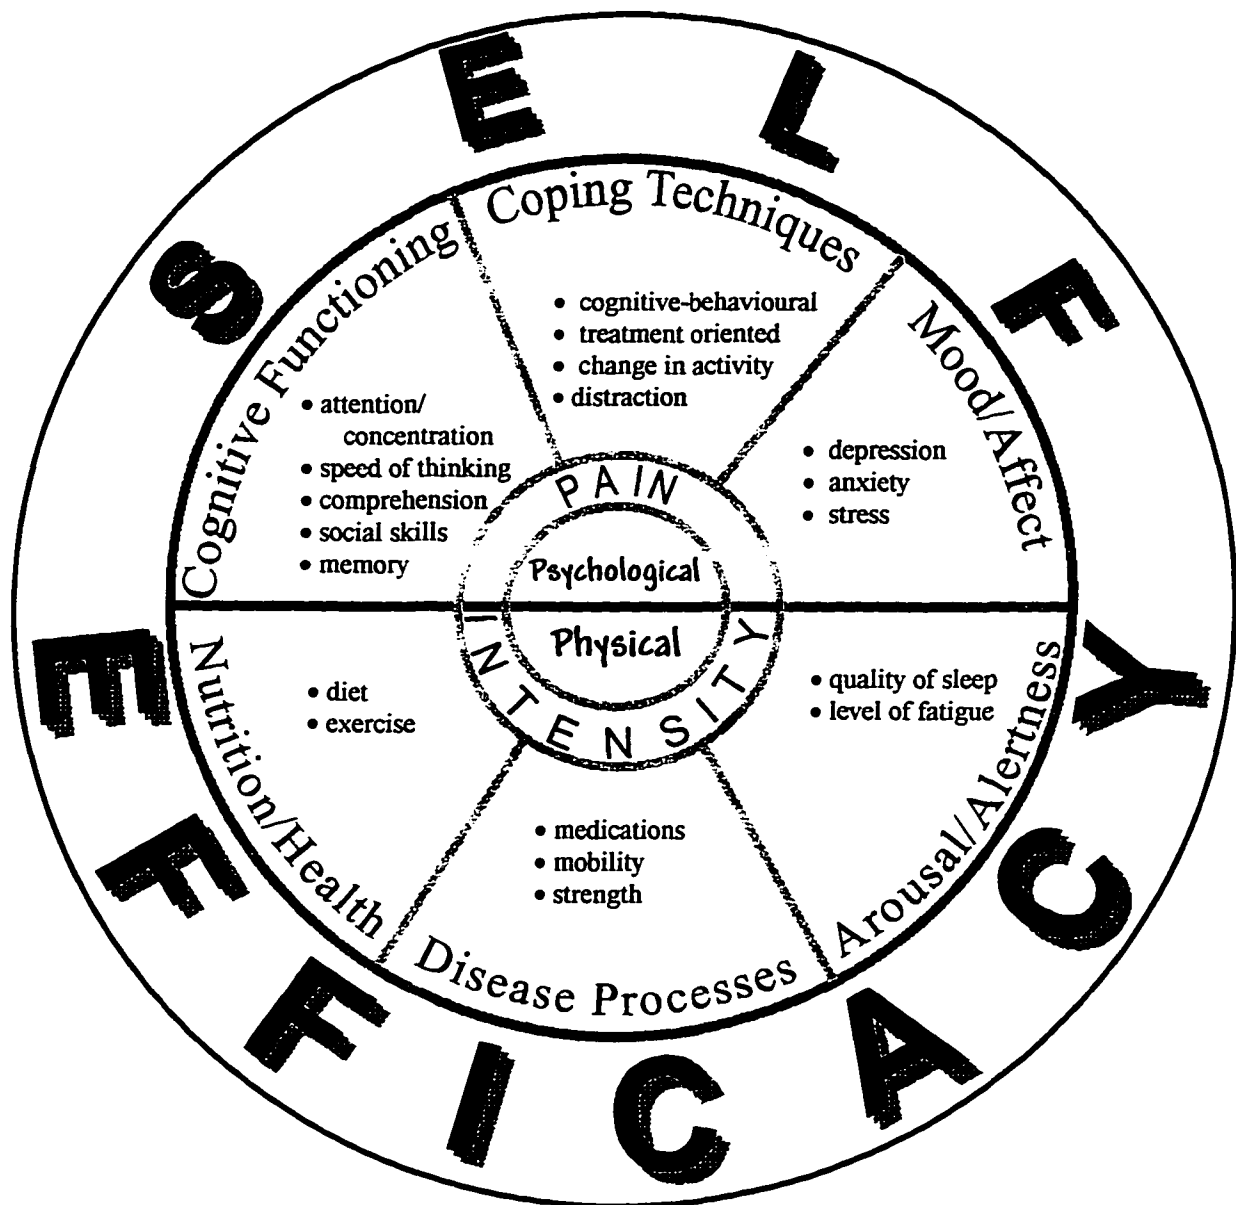 SELF
EFFICACY
Coping Techniques
• cognitive-behavioural
• treatment oriented
• change in activity
• distraction
Cognitive Functioning
• attention/
concentration
• speed of thinking
• comprehension
• social skills
• memory
Mood/Affect
• depression
• anxiety
• stress
PAIN
INTENSITY
Psychological
Physical
Nutrition/Health
• diet
• exercise
Disease Processes
• medications
• mobility
• strength
Arousal/Alertness
• quality of sleep
• level of fatigue